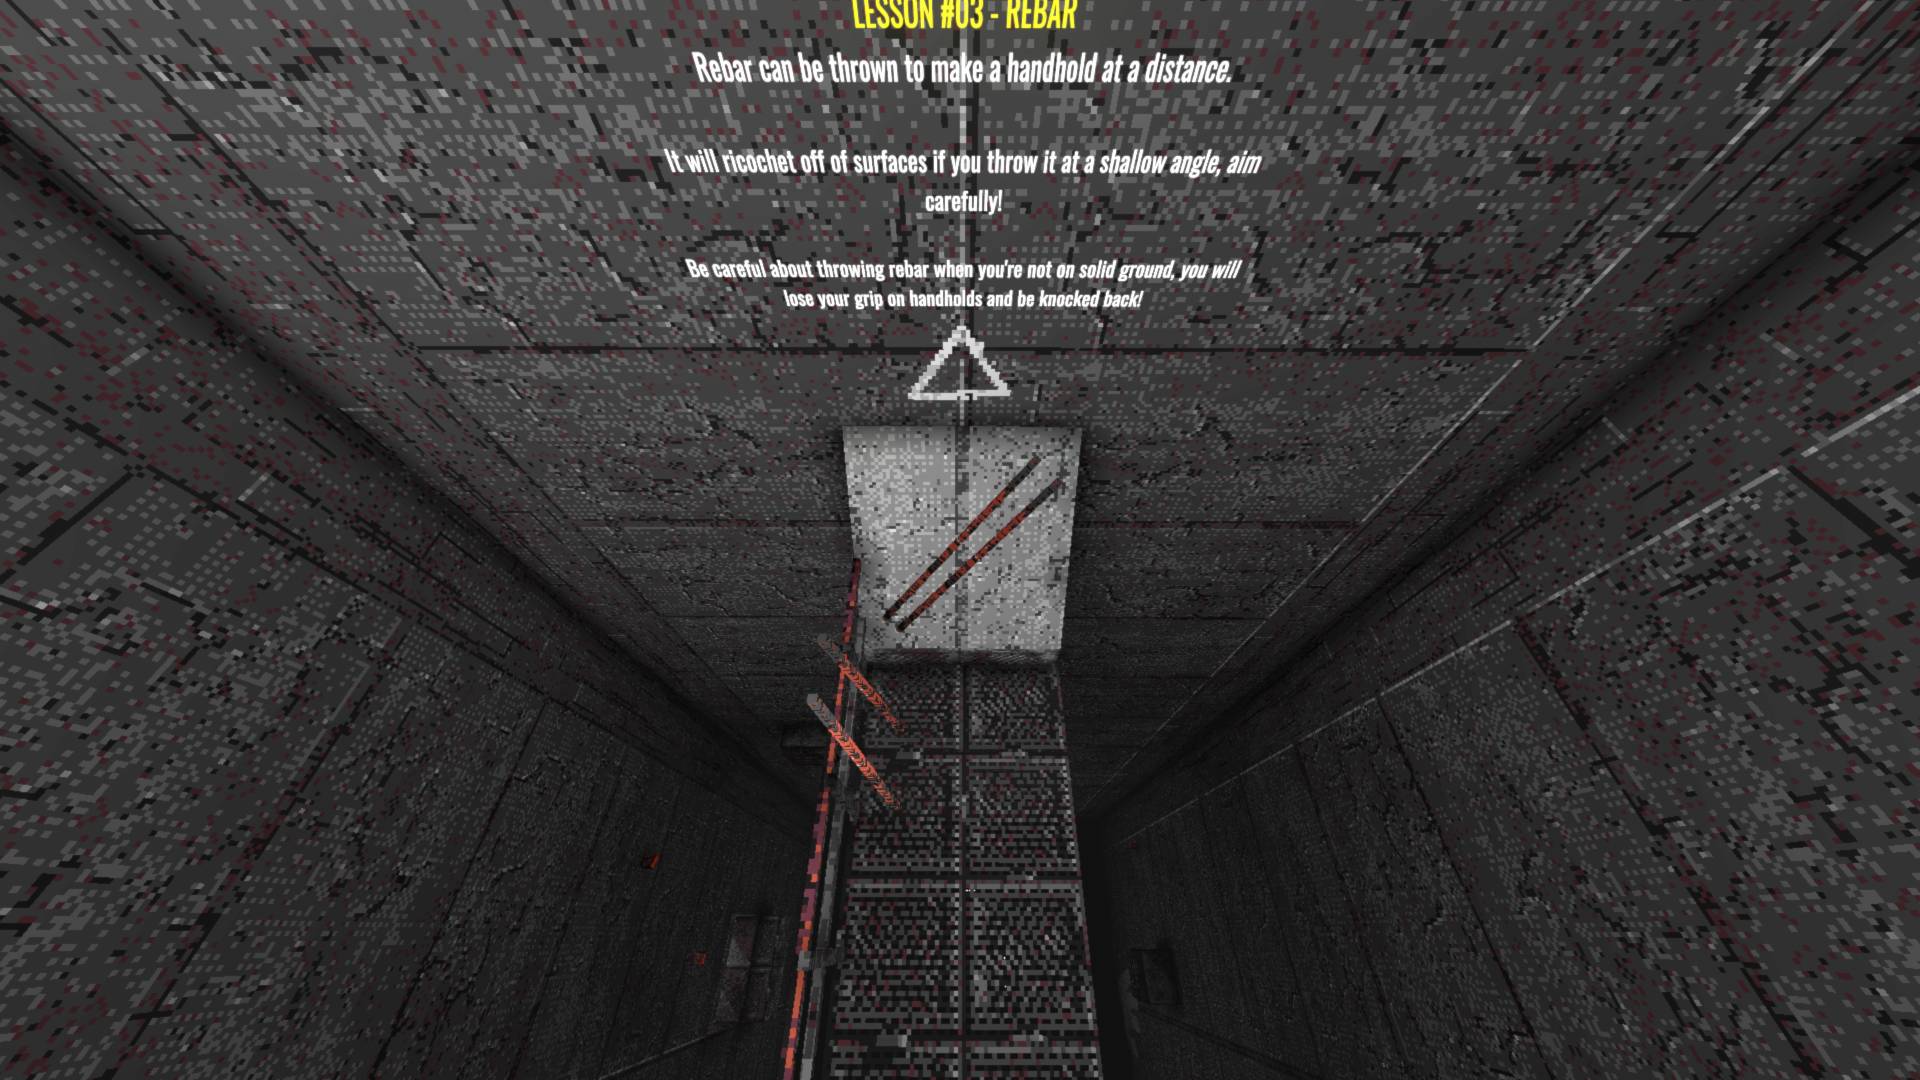 LESSON #03 - REBAR
Rebar can be thrown to make a handhold at a distance.
It will ricochet off of surfaces if you throw it at a shallow angle, aim
carefully!
Be careful about throwing rebar when you're not on solid ground, you will
lose your grip on handholds and be knocked back!